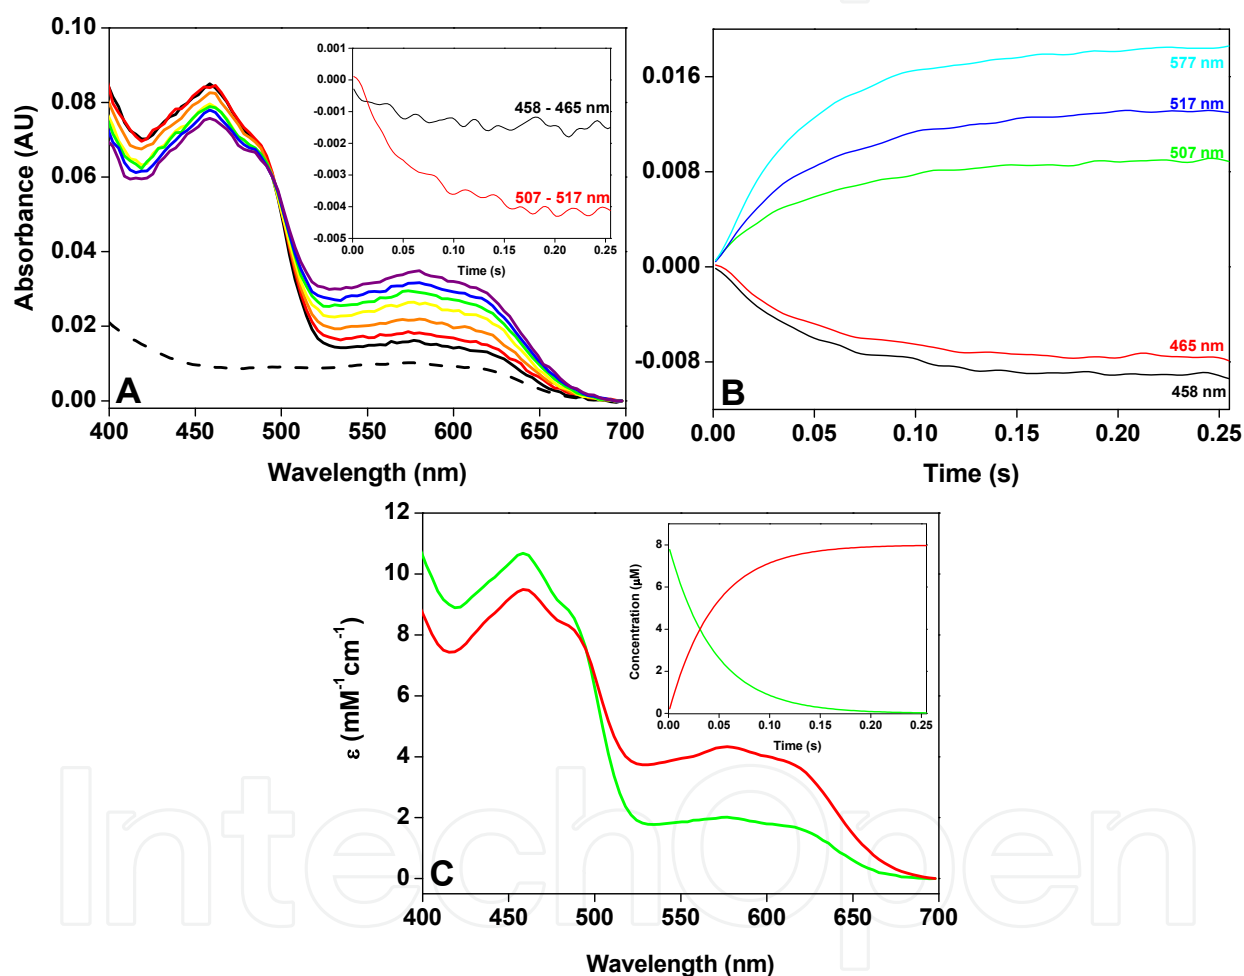 0.10
0.08
0.06
0.04
0.02
0.00
Absorbance (AU)
400 450 500 550 600 650 700
Wavelength (nm)
A
0.001
0.000
-0.001
-0.002
-0.003
-0.004
-0.005
0.00 0.05 0.10 0.15 0.20 0.25
Time (s)
458 - 465 nm
507 - 517 nm
0.016
0.008
0.000
-0.008
0.00 0.05 0.10 0.15 0.20 0.25
Time (s)
577 nm
517 nm
507 nm
465 nm
458 nm
B
12
10
8
6
4
2
0
ε (mM⁻¹cm⁻¹)
400 450 500 550 600 650 700
Wavelength (nm)
C
8
6
4
2
0
Concentration (µM)
0.00 0.05 0.10 0.15 0.20 0.25
Time (s)
IntechOpen